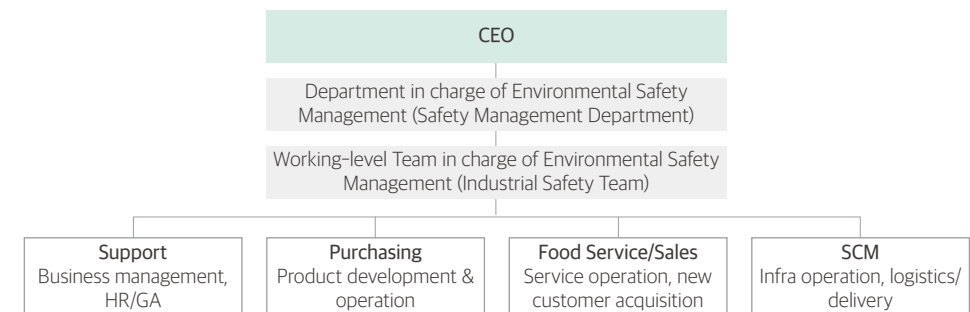 CEO
Department in charge of Environmental Safety
Management (Safety Management Department)
Working-level Team in charge of Environmental Safety
Management (Industrial Safety Team)
Support
Business management,
HR/GA
Purchasing
Product development &
operation
Food Service/Sales
Service operation, new
customer acquisition
SCM
Infra operation, logistics/
delivery